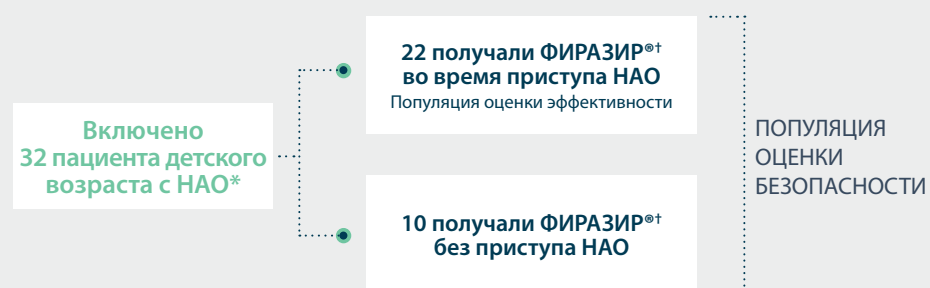 22 получали ФИРАЗИР®†
во время приступа НАО
Популяция оценки эффективности
Включено
32 пациента детского
возраста с НАО*
ПОПУЛЯЦИЯ
ОЦЕНКИ
БЕЗОПАСНОСТИ
10 получали ФИРАЗИР®†
без приступа НАО